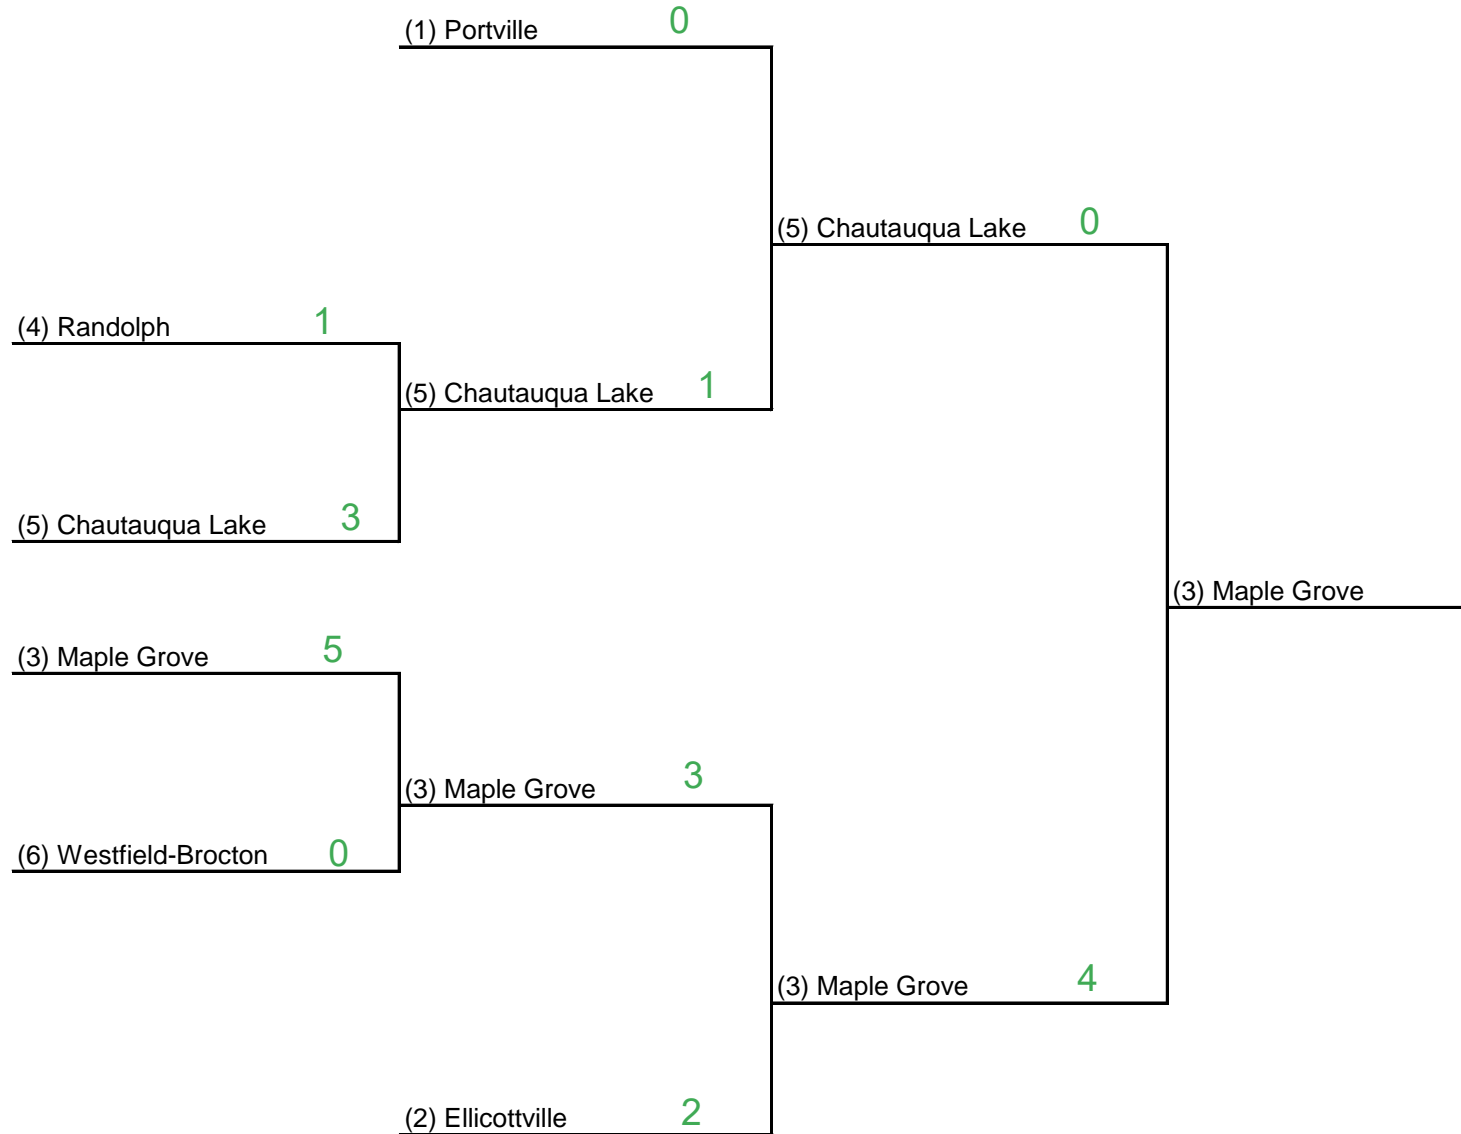 (1) Portville 0
(5) Chautauqua Lake 0
(4) Randolph 1
(5) Chautauqua Lake 1
(5) Chautauqua Lake 3
(3) Maple Grove
(3) Maple Grove 5
(3) Maple Grove 3
(6) Westfield-Brocton 0
(3) Maple Grove 4
(2) Ellicottville 2